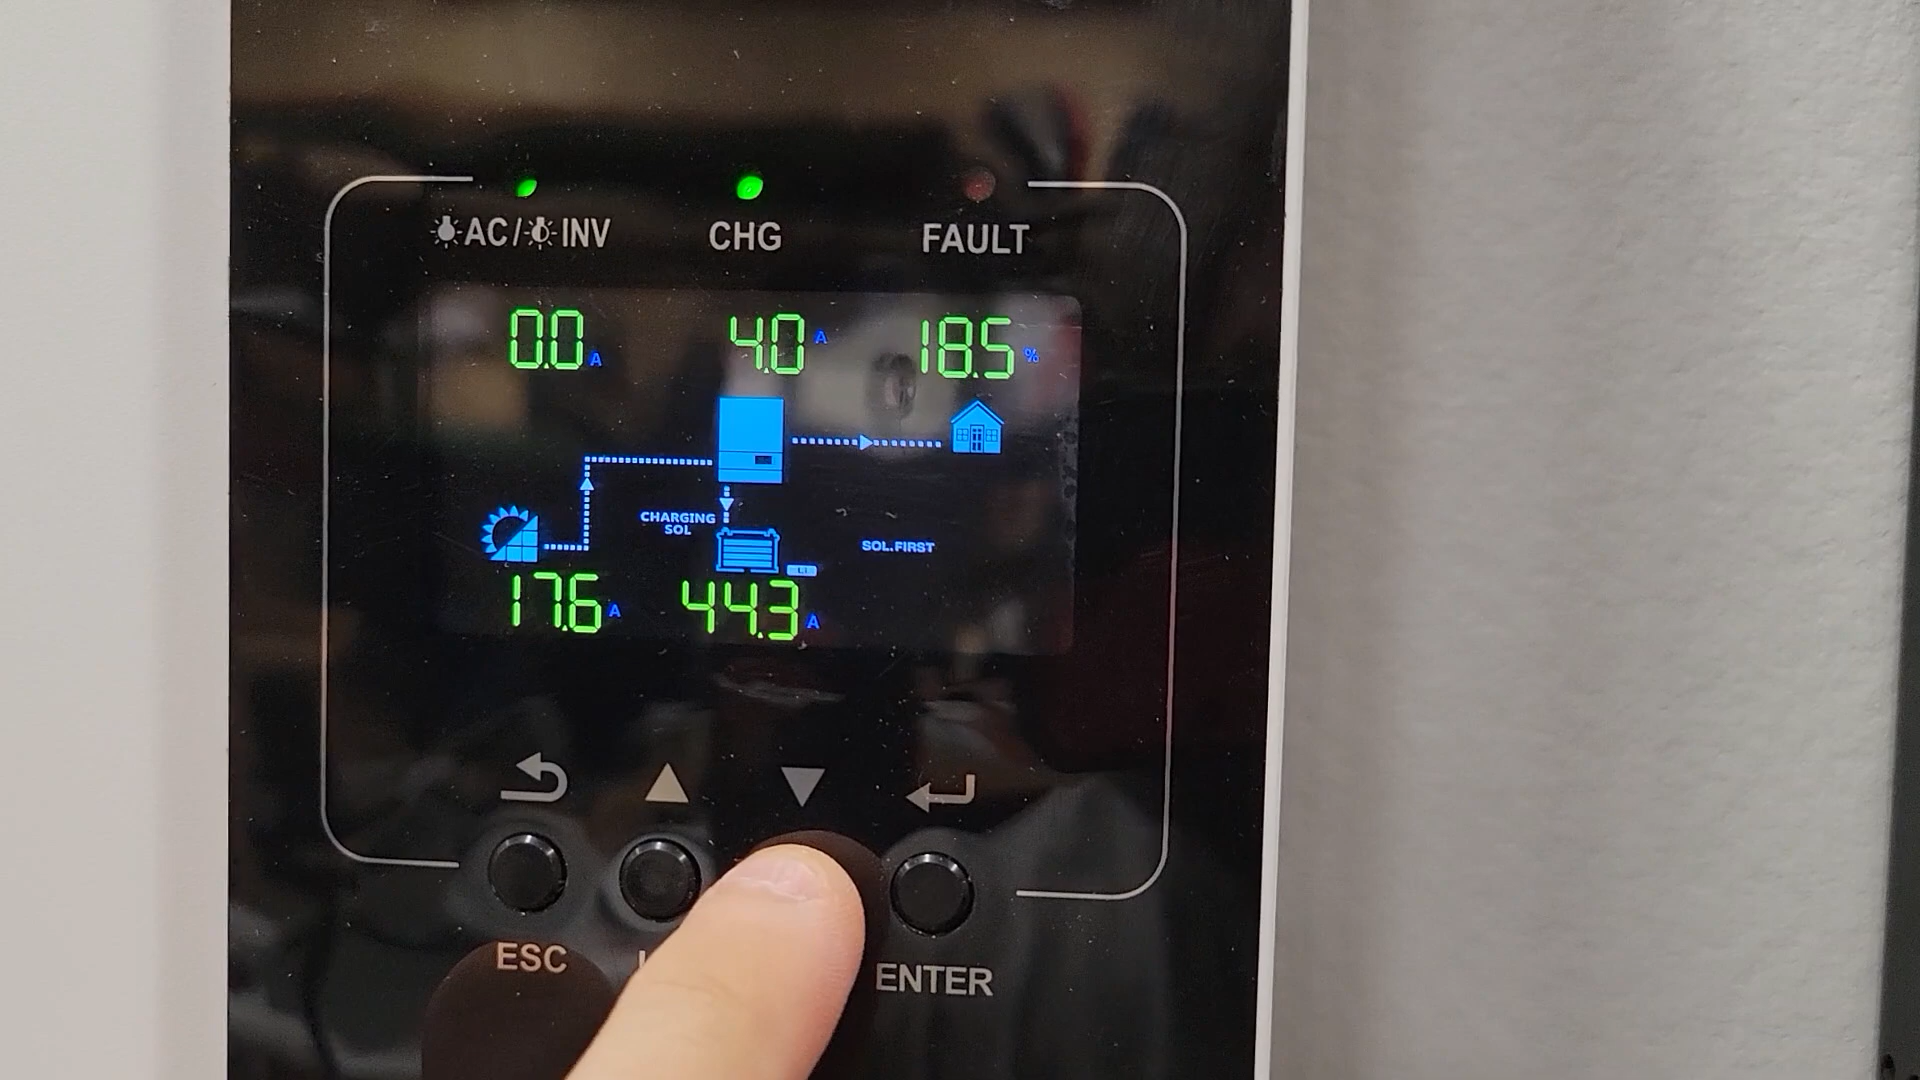 AC/ INV CHG FAULT
0.0 A 4.0 A 18.5 %
CHARGING
SOL
SOL.FIRST
17.6 A 44.3 A
ESC ENTER